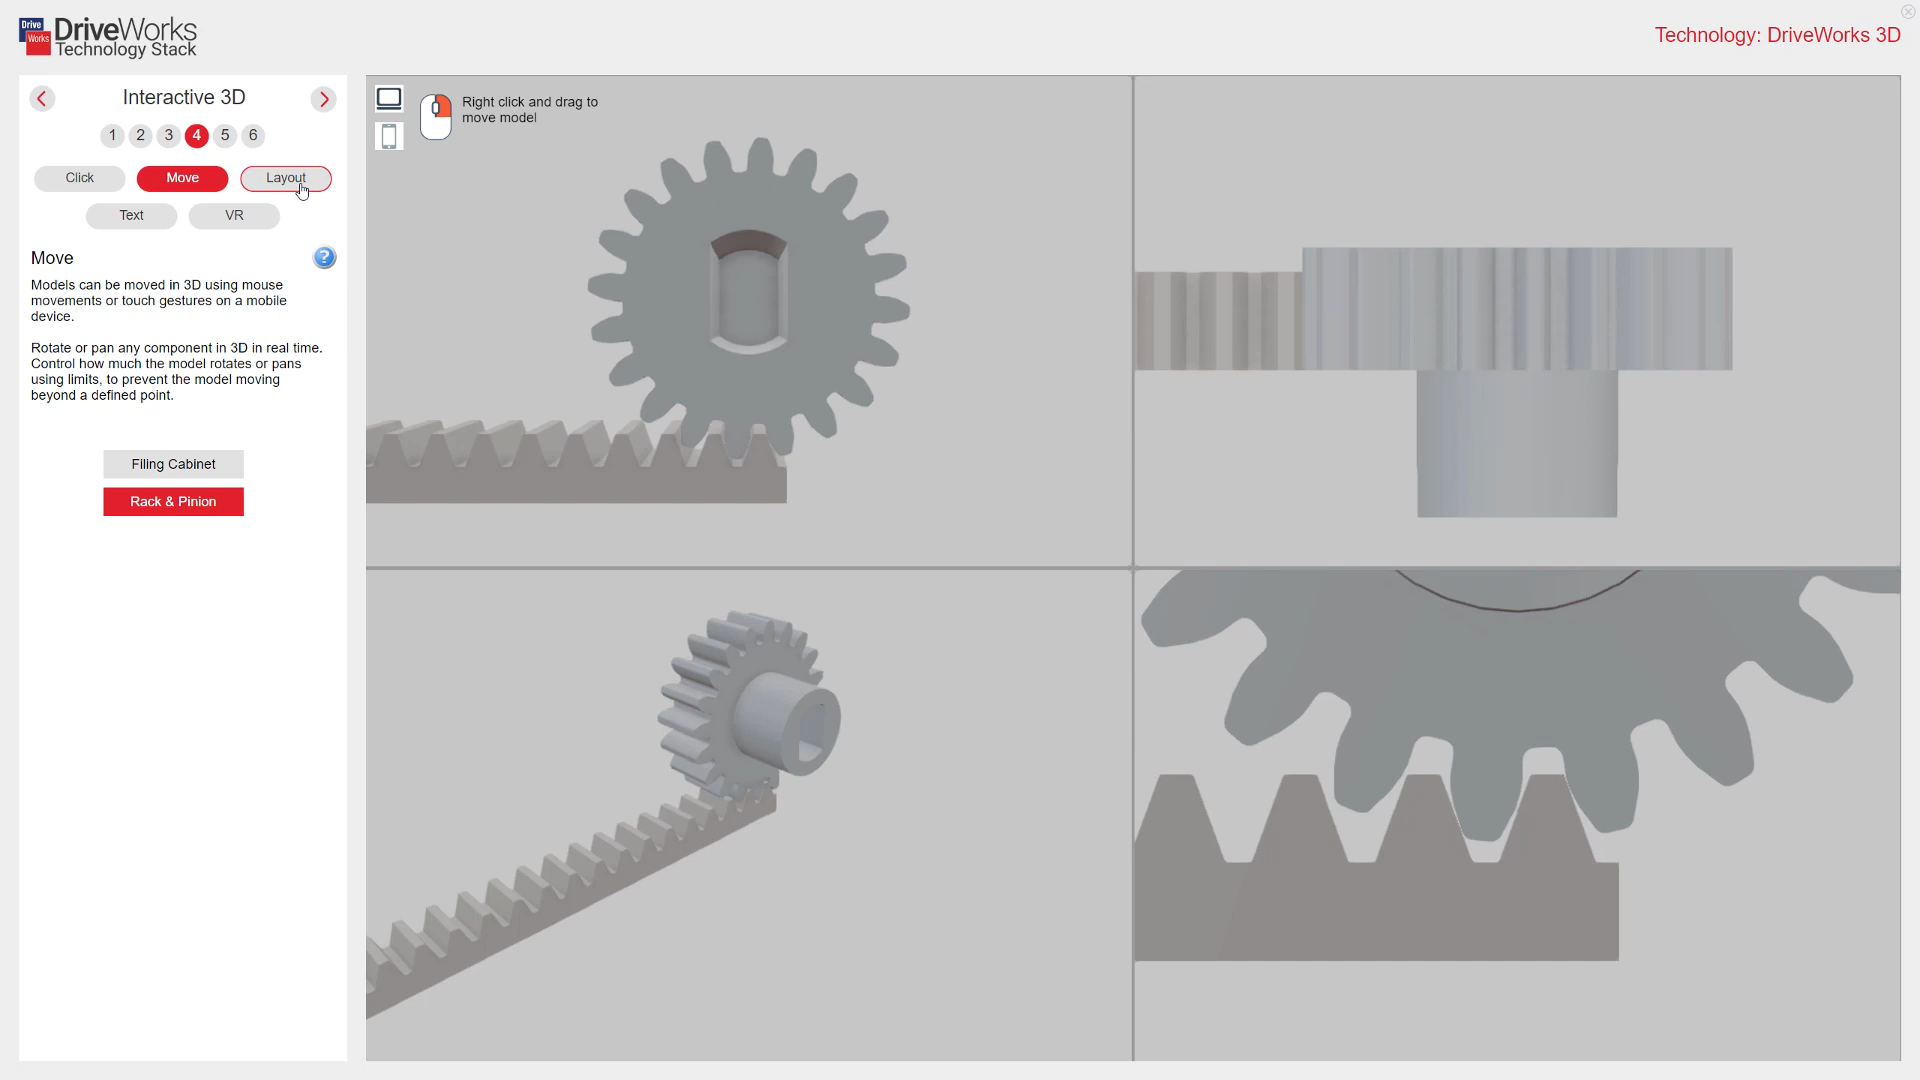 Drive
Works
DriveWorks
Technology Stack
Technology: DriveWorks 3D
Interactive 3D
1 2 3 4 5 6
Click Move Layout
Text VR
Move
?
Models can be moved in 3D using mouse
movements or touch gestures on a mobile
device.
Rotate or pan any component in 3D in real time.
Control how much the model rotates or pans
using limits, to prevent the model moving
beyond a defined point.
Filing Cabinet
Rack & Pinion
Right click and drag to
move model